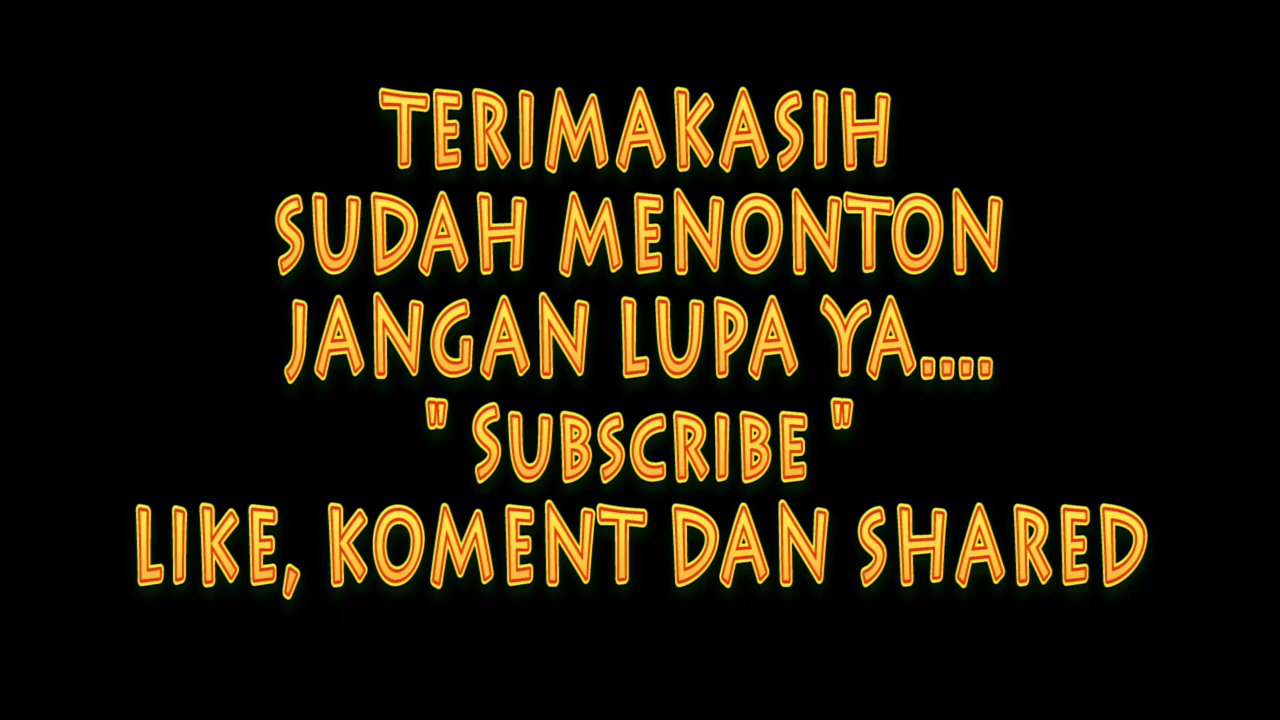 TERIMAKASIH
SUDAH MENONTON
JANGAN LUPA YA....
" SUBSCRIBE "
LIKE, KOMENT DAN SHARED